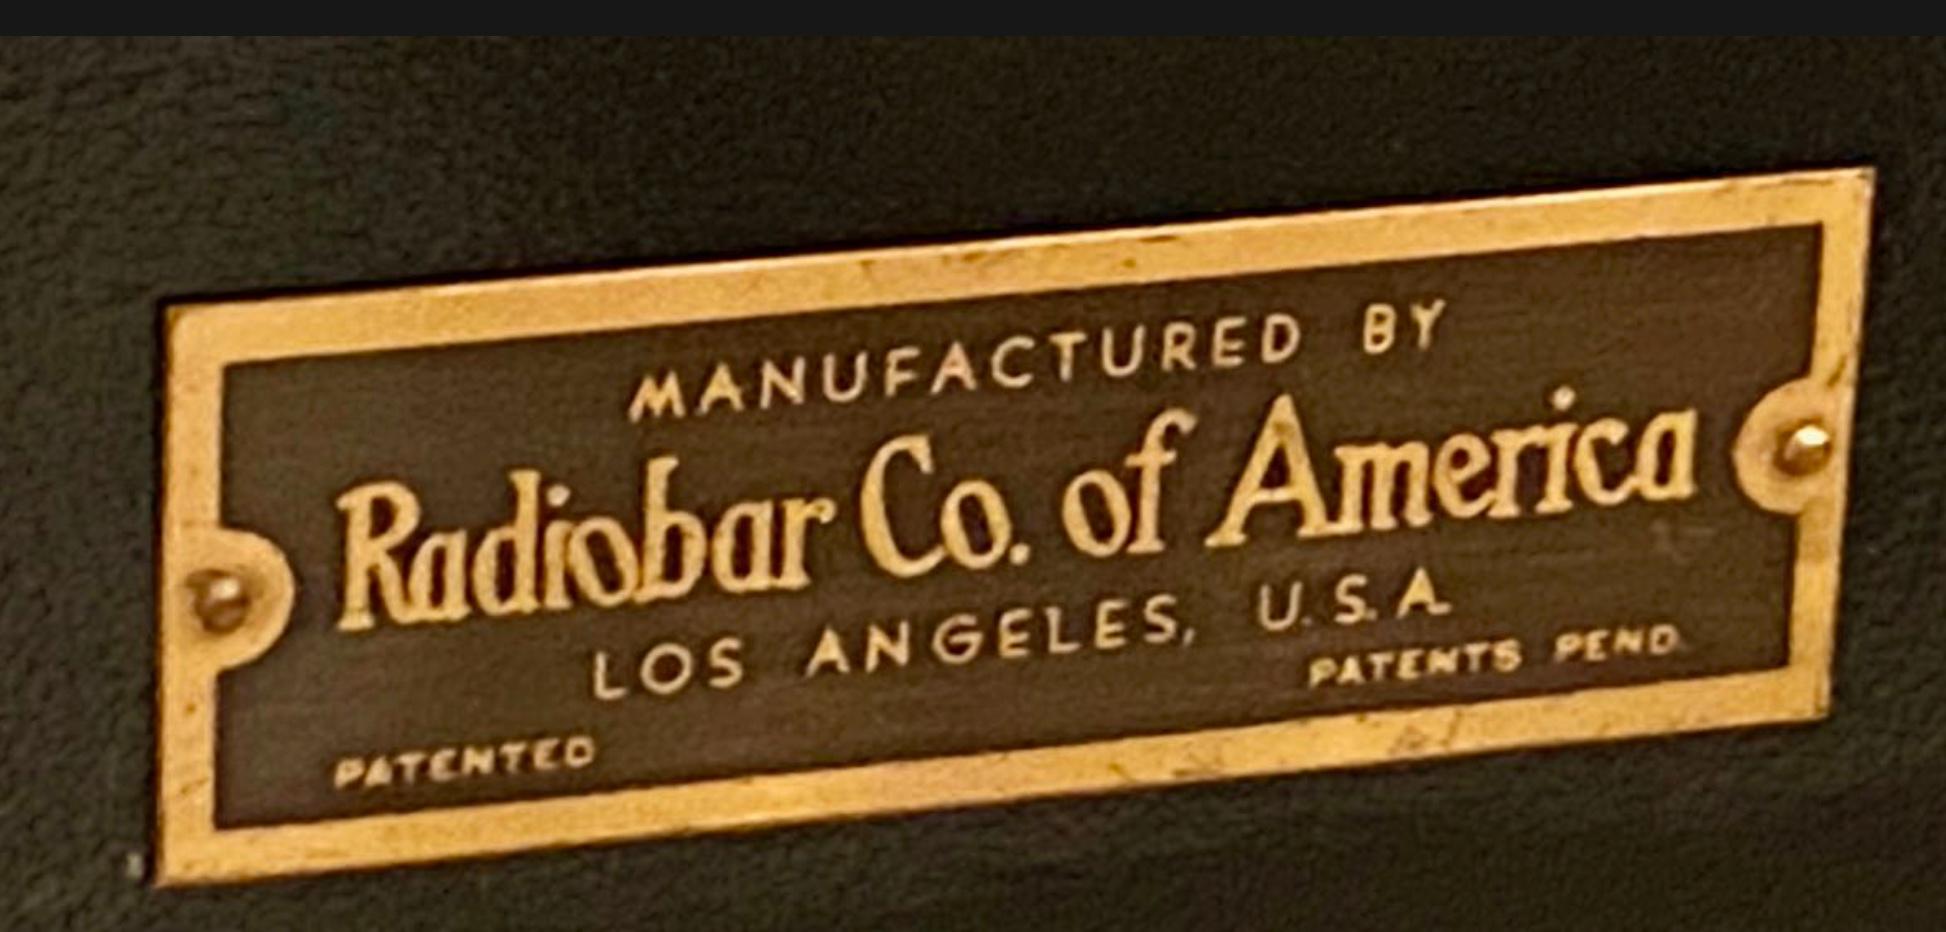 MANUFACTURED BY
Radiobar Co. of America
LOS ANGELES, U.S.A.
PATENTED PATENTS PEND.